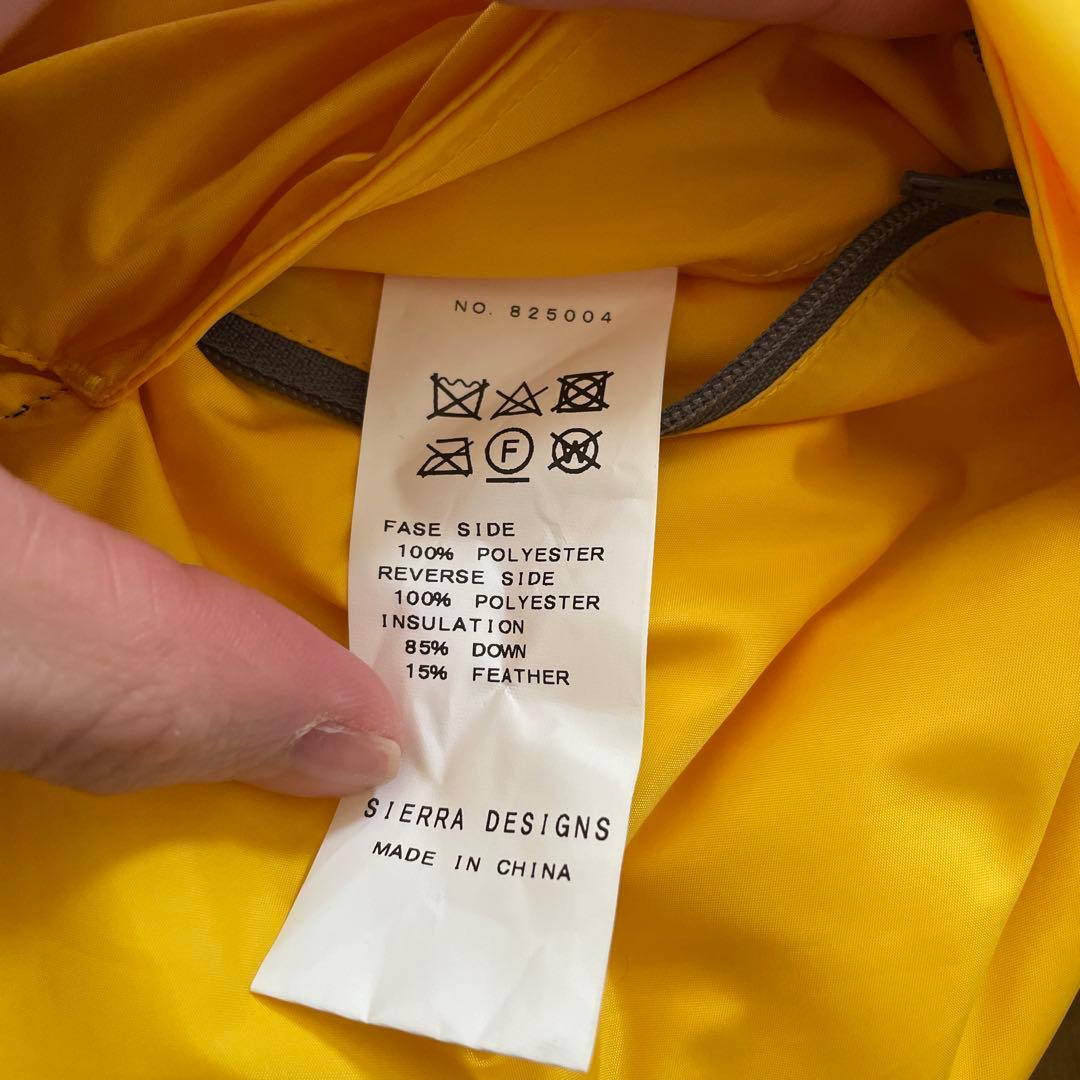 NO. 825004
F
W
FASE SIDE
100% POLYESTER
REVERSE SIDE
100% POLYESTER
INSULATION
85% DOWN
15% FEATHER
SIERRA DESIGNS
MADE IN CHINA